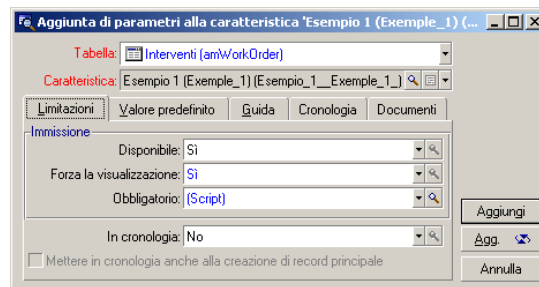 Aggiunta di parametri alla caratteristica 'Esempio 1 (Exemple_1) (...
Tabella: Interventi (amWorkOrder)
Caratteristica: Esempio 1 (Exemple_1) (Esempio_1__Exemple_1_)
Limitazioni Valore predefinito Guida Cronologia Documenti
Immissione
Disponibile: Sì
Forza la visualizzazione: Sì
Obbligatorio: (Script)
Aggiungi
In cronologia: No
Agg.
Mettere in cronologia anche alla creazione di record principale
Annulla